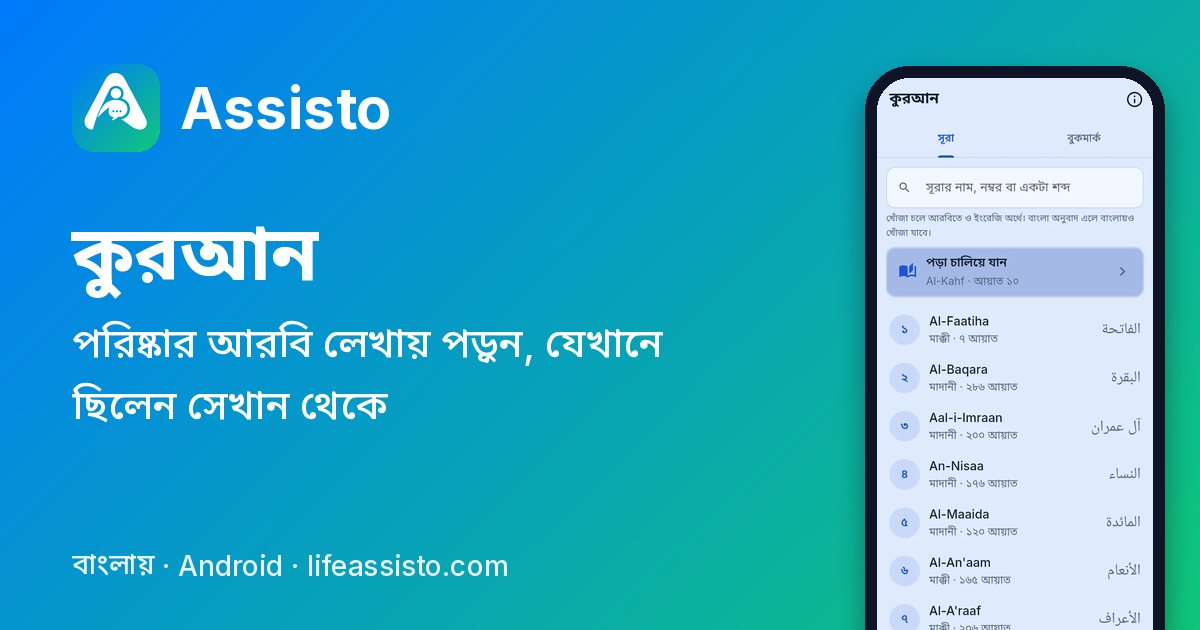 Assisto
কুরআন
পরিষ্কার আরবি লেখায় পড়ুন, যেখানে
ছিলেন সেখান থেকে
বাংলায় · Android · lifeassisto.com
কুরআন
সূরা
বুকমার্ক
সূরার নাম, নম্বর বা একটা শব্দ
খোঁজা চলে আরবিতে ও ইংরেজি অর্থে। বাংলা অনুবাদ এলে বাংলায়ও
খোঁজা যাবে।
পড়া চালিয়ে যান
Al-Kahf · আয়াত ১০
১
Al-Faatiha
الفاتحة
মাক্কী · ৭ আয়াত
২
Al-Baqara
البقرة
মাদানী · ২৮৬ আয়াত
৩
Aal-i-Imraan
آل عمران
মাদানী · ২০০ আয়াত
৪
An-Nisaa
النساء
মাদানী · ১৭৬ আয়াত
৫
Al-Maaida
المائدة
মাদানী · ১২০ আয়াত
৬
Al-An'aam
الأنعام
মাক্কী · ১৬৫ আয়াত
৭
Al-A'raaf
الأعراف
মাক্কী · ২০৬ আয়াত